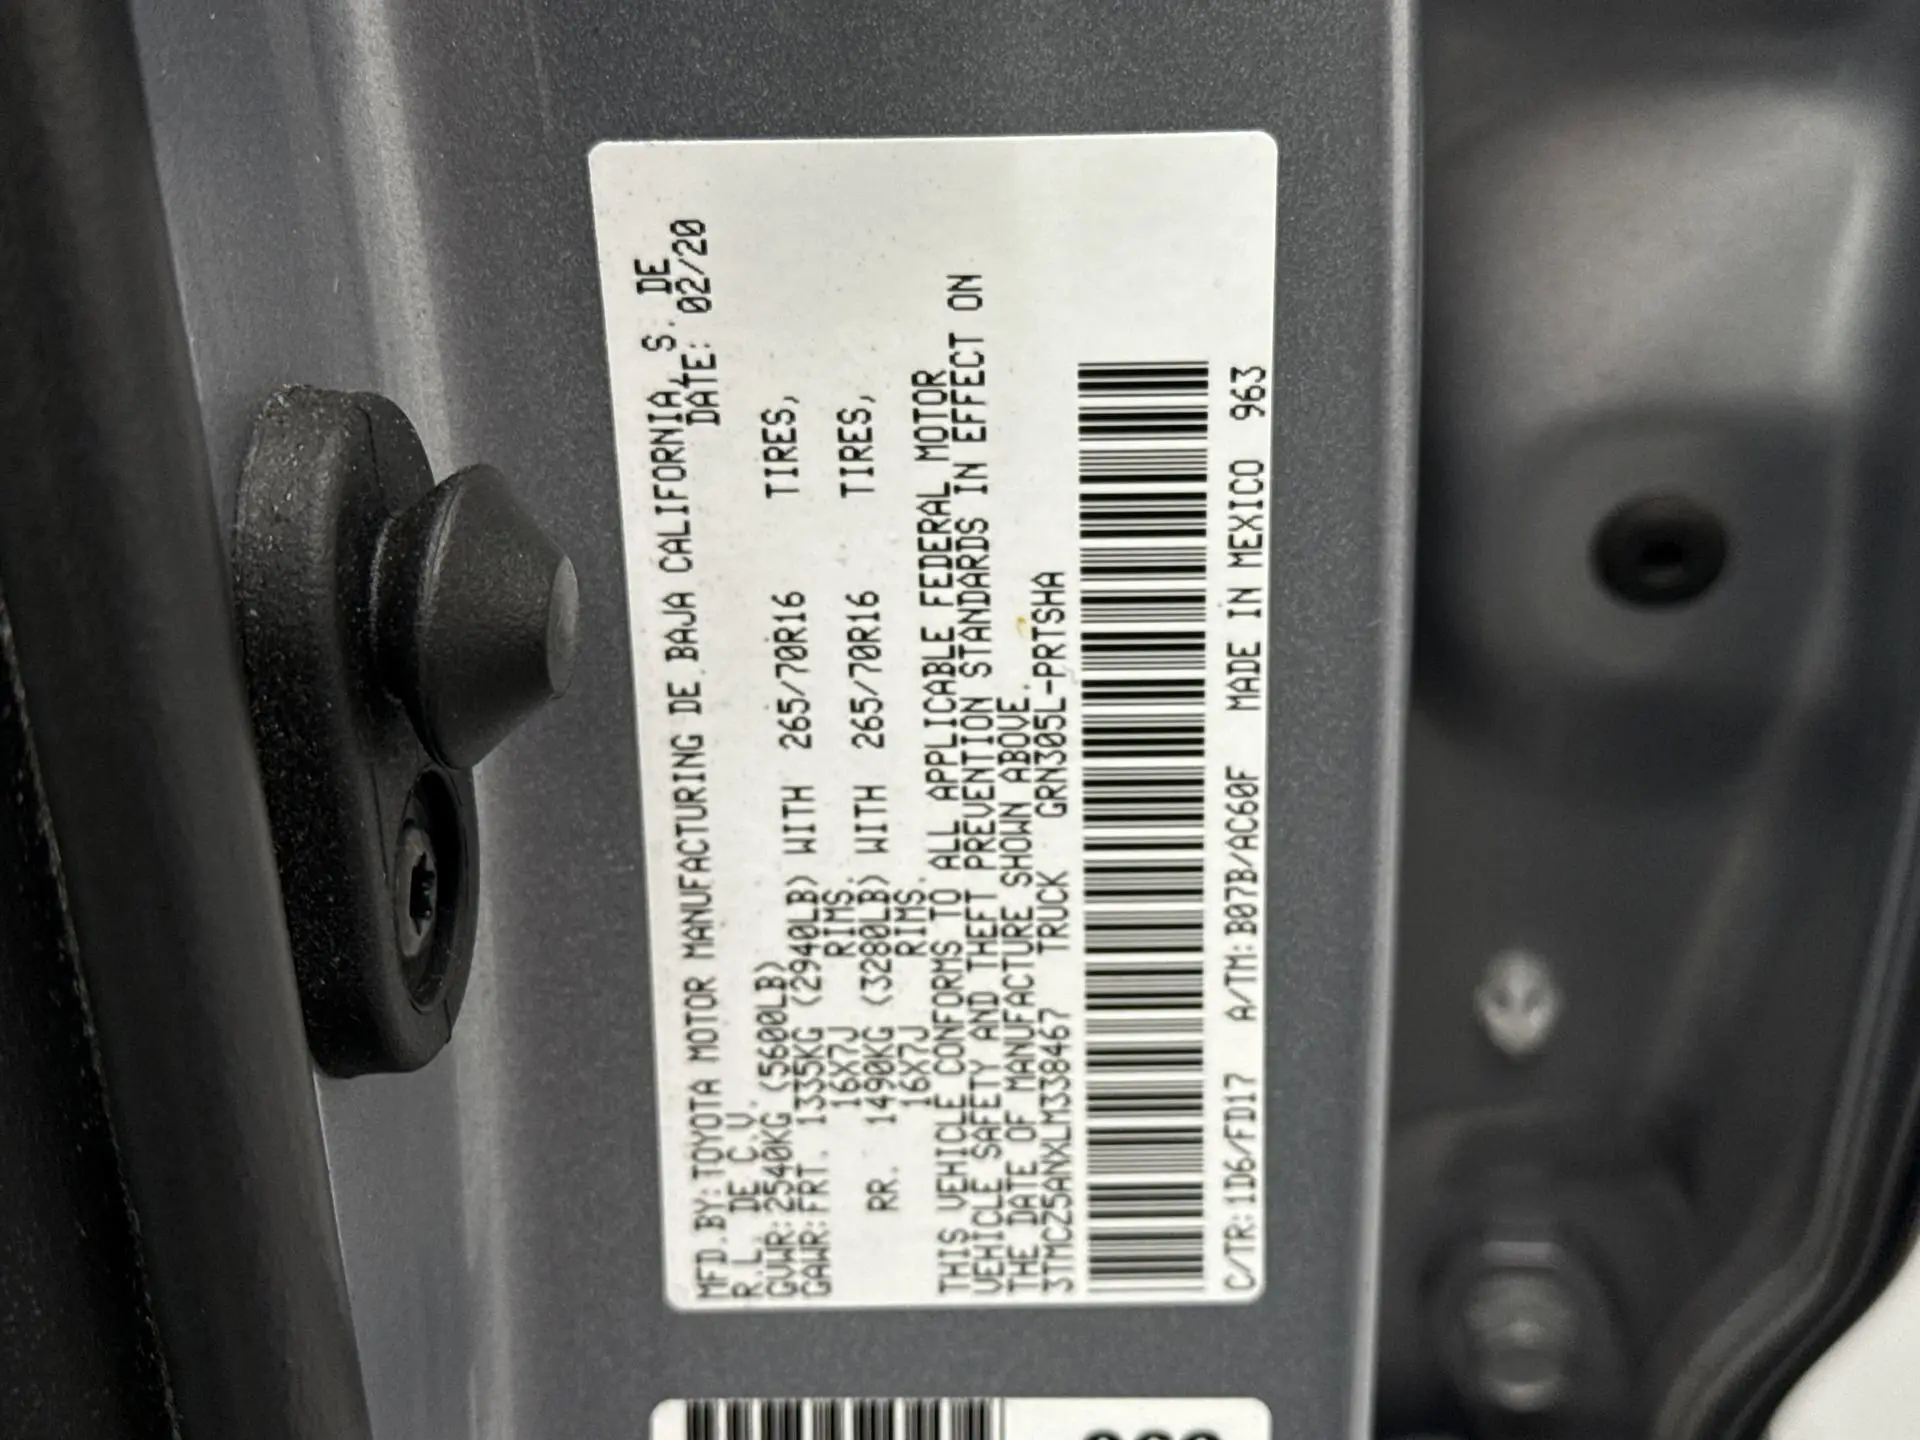 MFD.BY:TOYOTA MOTOR MANUFACTURING DE BAJA CALIFORNIA, S. DE
R.L. DE C.V. DATE: 02/20
GVWR:2540KG (5600LB)
GAWR:FRT. 1335KG (2940LB) WITH 265/70R16 TIRES,
16X7J RIMS.
RR. 1490KG (3280LB) WITH 265/70R16 TIRES,
16X7J RIMS.
THIS VEHICLE CONFORMS TO ALL APPLICABLE FEDERAL MOTOR
VEHICLE SAFETY AND THEFT PREVENTION STANDARDS IN EFFECT ON
THE DATE OF MANUFACTURE SHOWN ABOVE.
3TMCZ5ANXLM338467 TRUCK GRN305L-PRTSHA
C/TR:1D6/FD17 A/TM:B07B/AC60F MADE IN MEXICO 963